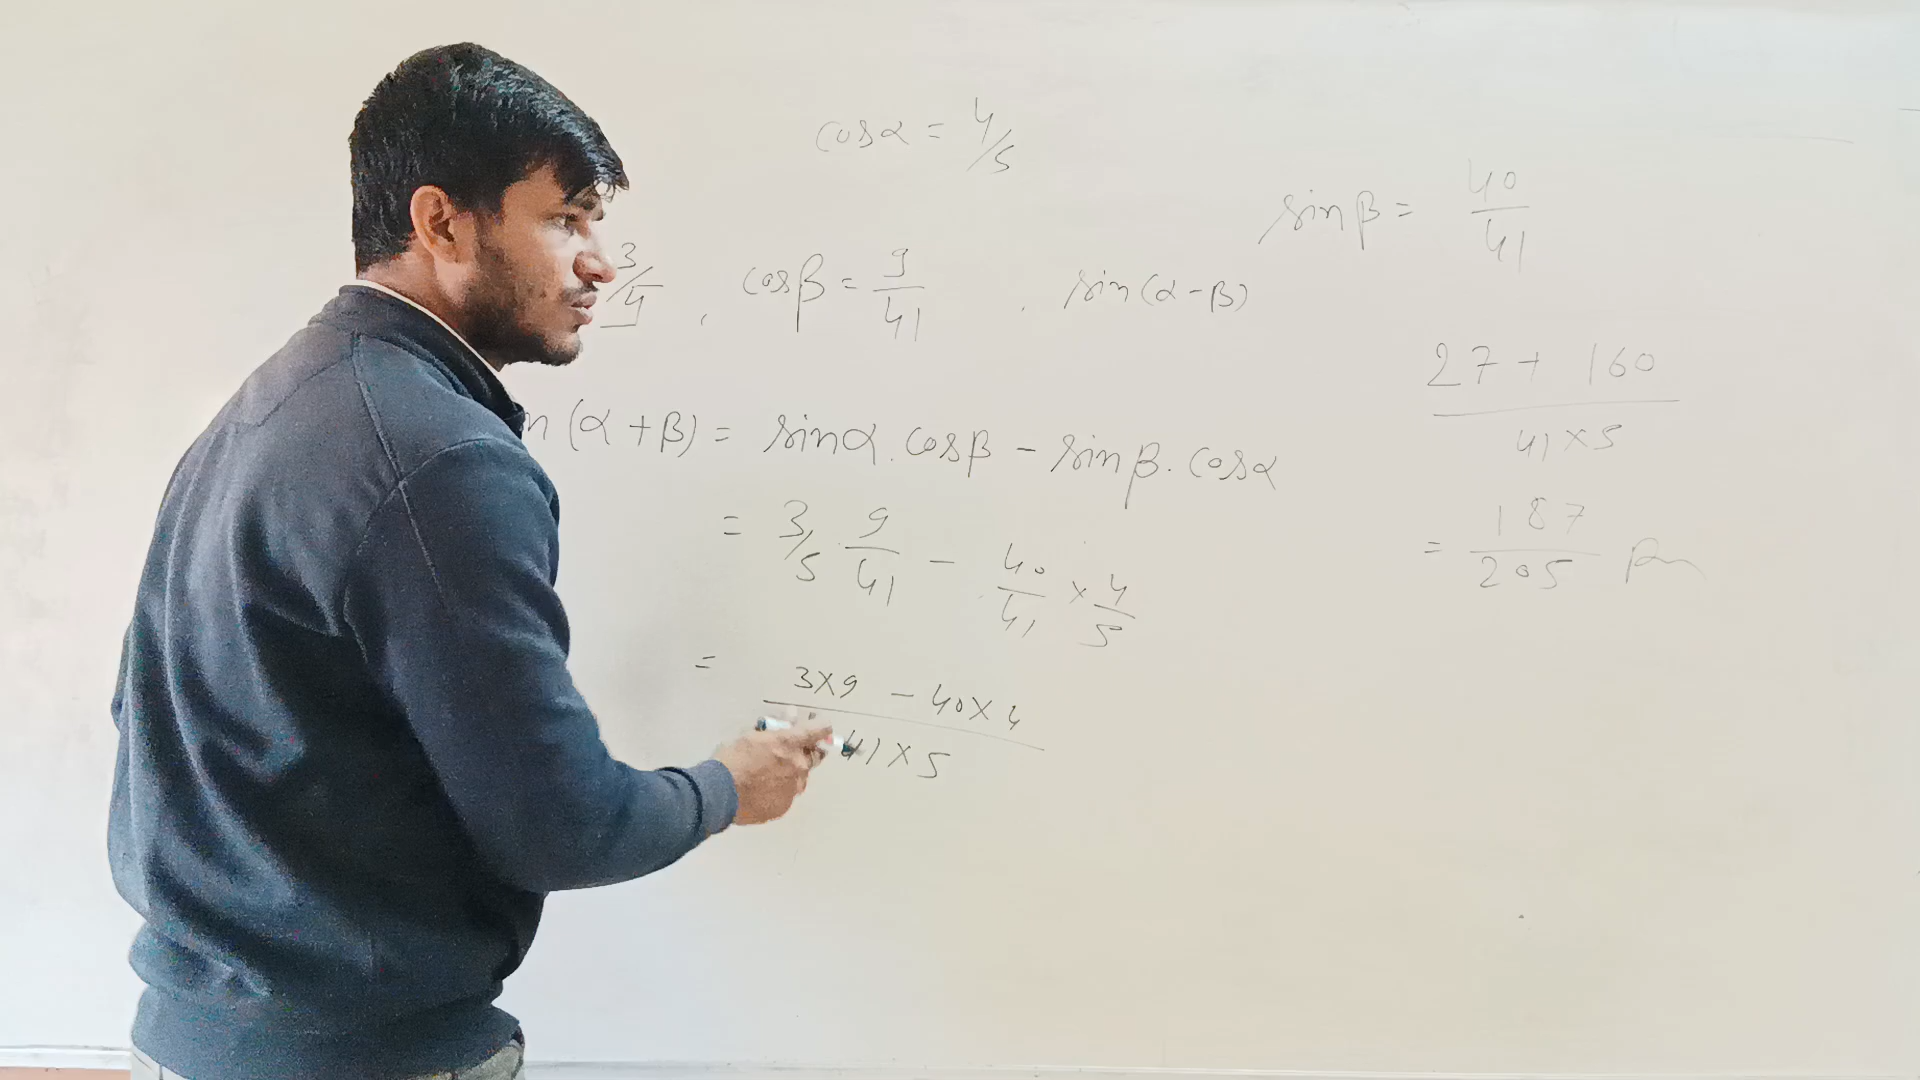 cosα = 4/5
sinβ = 40/41
3/4 , cosβ = 9/41 , sin(α-β)
27 + 160 / 41×5
n (α+β) = sinα . cosβ - sinβ . cosα
= 3/5 . 9/41 - 40/41 × 4/5
= 187/205
= 3×9 - 40×4 / 41×5